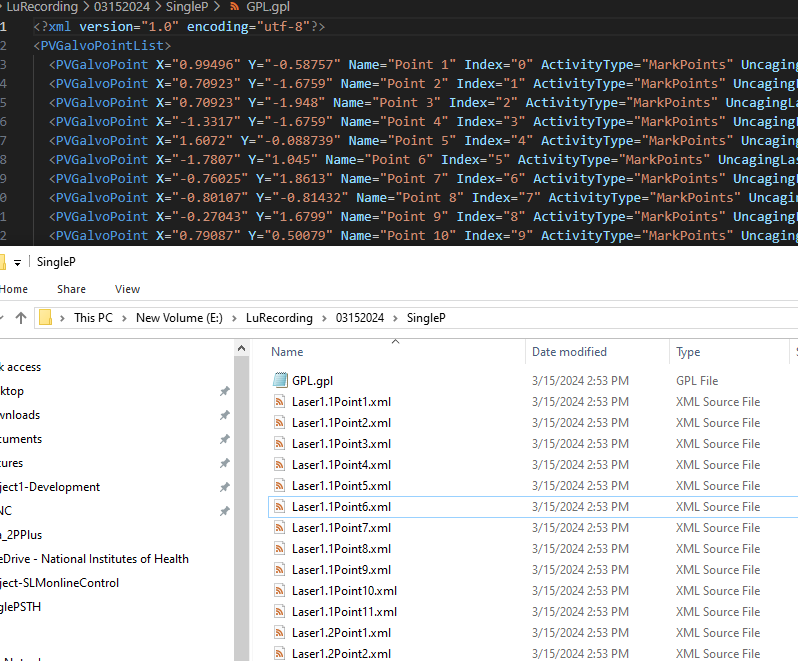 LuRecording > 03152024 > SingleP > GPL.gpl
1 <?xml version="1.0" encoding="utf-8"?>
2 <PVGalvoPointList>
3 <PVGalvoPoint X="0.99496" Y="-0.58757" Name="Point 1" Index="0" ActivityType="MarkPoints" Uncaging
4 <PVGalvoPoint X="0.70923" Y="-1.6759" Name="Point 2" Index="1" ActivityType="MarkPoints" Uncaging
5 <PVGalvoPoint X="0.70923" Y="-1.948" Name="Point 3" Index="2" ActivityType="MarkPoints" UncagingLa
6 <PVGalvoPoint X="-1.3317" Y="-1.6759" Name="Point 4" Index="3" ActivityType="MarkPoints" Uncaging
7 <PVGalvoPoint X="1.6072" Y="-0.088739" Name="Point 5" Index="4" ActivityType="MarkPoints" Uncagin
8 <PVGalvoPoint X="-1.7807" Y="1.045" Name="Point 6" Index="5" ActivityType="MarkPoints" UncagingLas
9 <PVGalvoPoint X="-0.76025" Y="1.8613" Name="Point 7" Index="6" ActivityType="MarkPoints" Uncaging
0 <PVGalvoPoint X="-0.80107" Y="-0.81432" Name="Point 8" Index="7" ActivityType="MarkPoints" Uncagin
1 <PVGalvoPoint X="-0.27043" Y="1.6799" Name="Point 9" Index="8" ActivityType="MarkPoints" Uncaging
2 <PVGalvoPoint X="0.79087" Y="0.50079" Name="Point 10" Index="9" ActivityType="MarkPoints" Uncaging
SingleP
Home Share View
This PC > New Volume (E:) > LuRecording > 03152024 > SingleP
Name Date modified Type
k access
ktop
wnloads
cuments
tures
ject1-Development
NC
_2PPlus
eDrive - National Institutes of Health
ject-SLMonlineControl
glePSTH
GPL.gpl 3/15/2024 2:53 PM GPL File
Laser1.1Point1.xml 3/15/2024 2:53 PM XML Source File
Laser1.1Point2.xml 3/15/2024 2:53 PM XML Source File
Laser1.1Point3.xml 3/15/2024 2:53 PM XML Source File
Laser1.1Point4.xml 3/15/2024 2:53 PM XML Source File
Laser1.1Point5.xml 3/15/2024 2:53 PM XML Source File
Laser1.1Point6.xml 3/15/2024 2:53 PM XML Source File
Laser1.1Point7.xml 3/15/2024 2:53 PM XML Source File
Laser1.1Point8.xml 3/15/2024 2:53 PM XML Source File
Laser1.1Point9.xml 3/15/2024 2:53 PM XML Source File
Laser1.1Point10.xml 3/15/2024 2:53 PM XML Source File
Laser1.1Point11.xml 3/15/2024 2:53 PM XML Source File
Laser1.2Point1.xml 3/15/2024 2:53 PM XML Source File
Laser1.2Point2.xml 3/15/2024 2:53 PM XML Source File